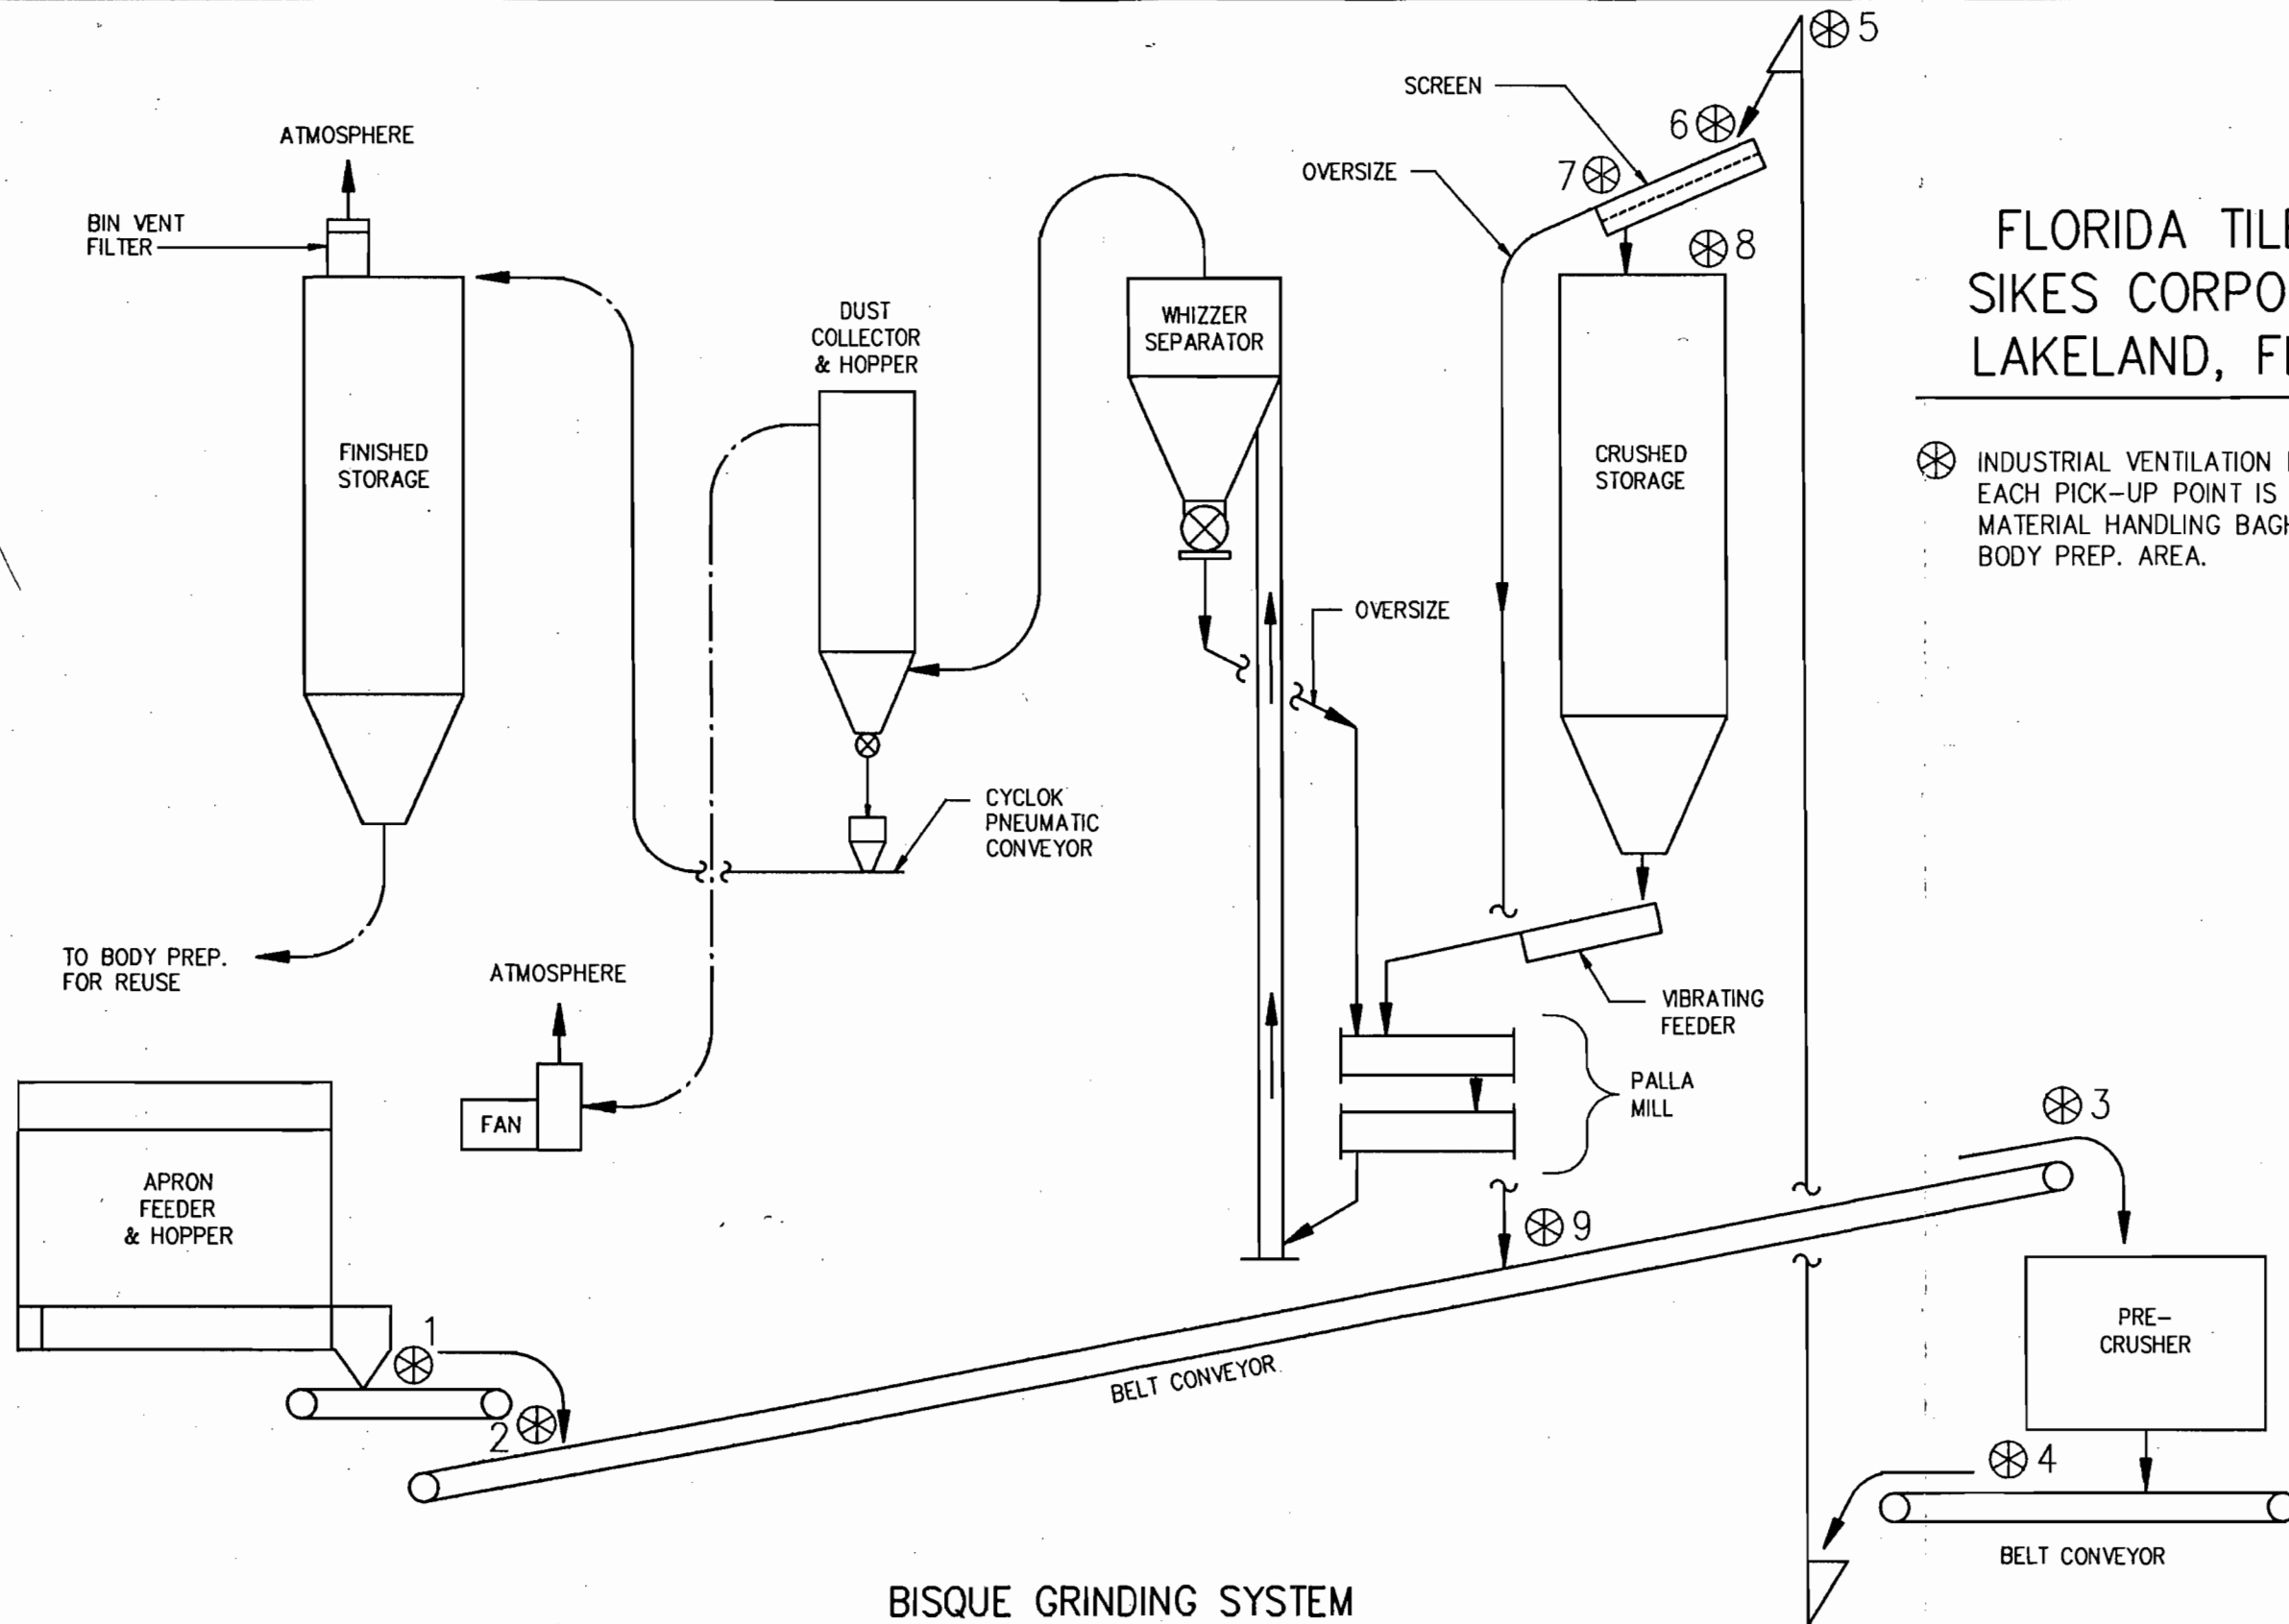 5
SCREEN
6
ATMOSPHERE
7
OVERSIZE
BIN VENT
FILTER
8
FLORIDA
SIKES
LAKELAND,
DUST
COLLECTOR
& HOPPER
WHIZZER
SEPARATOR
FINISHED
STORAGE
CRUSHED
STORAGE
INDUSTRIAL VENTILATION
EACH PICK-UP POINT IS
MATERIAL HANDLING
BODY PREP. AREA.
OVERSIZE
CYCLOK
PNEUMATIC
CONVEYOR
TO BODY PREP.
FOR REUSE
ATMOSPHERE
VIBRATING
FEEDER
PALLA
MILL
3
FAN
APRON
FEEDER
& HOPPER
9
1
PRE-
CRUSHER
BELT CONVEYOR
2
4
BELT CONVEYOR
BISQUE GRINDING SYSTEM